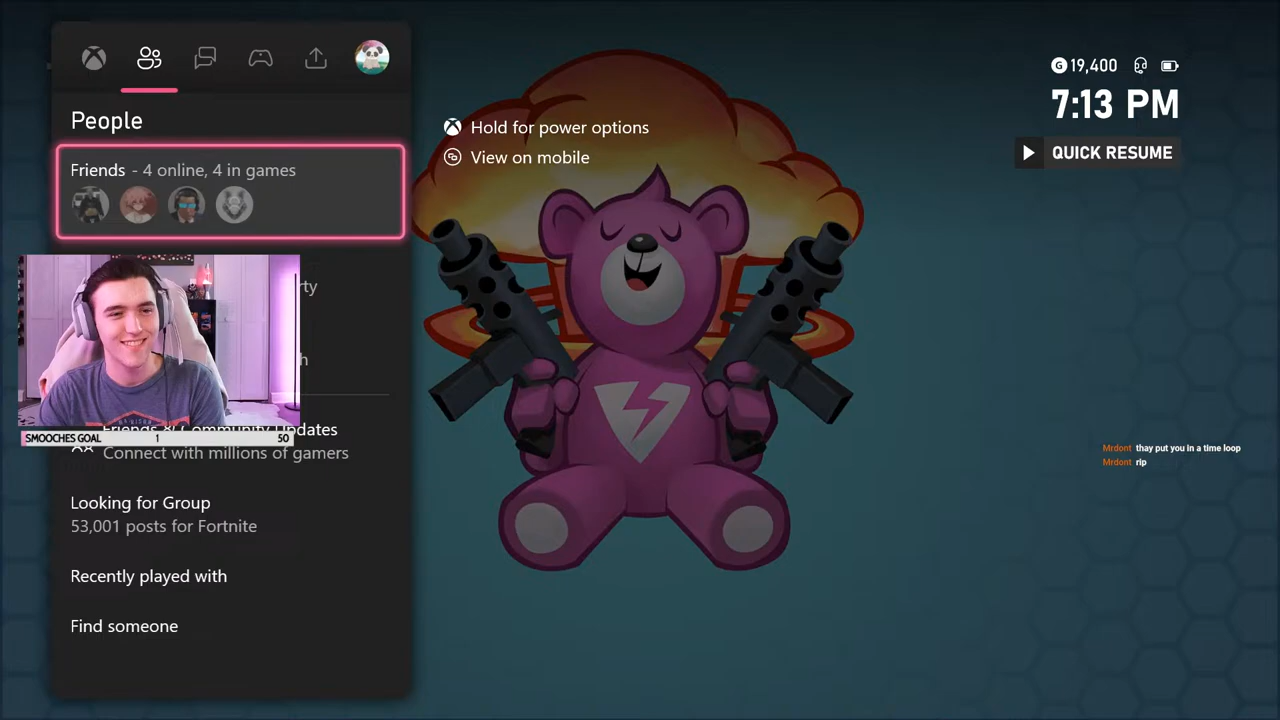 G 19,400
7:13 PM
QUICK RESUME
People
Hold for power options
View on mobile
Friends - 4 online, 4 in games
rty
h
SMOOCHES GOAL 1 50
Connect with millions of gamers
Looking for Group
53,001 posts for Fortnite
Recently played with
Find someone
Mrdont thay put you in a time loop
Mrdont rip